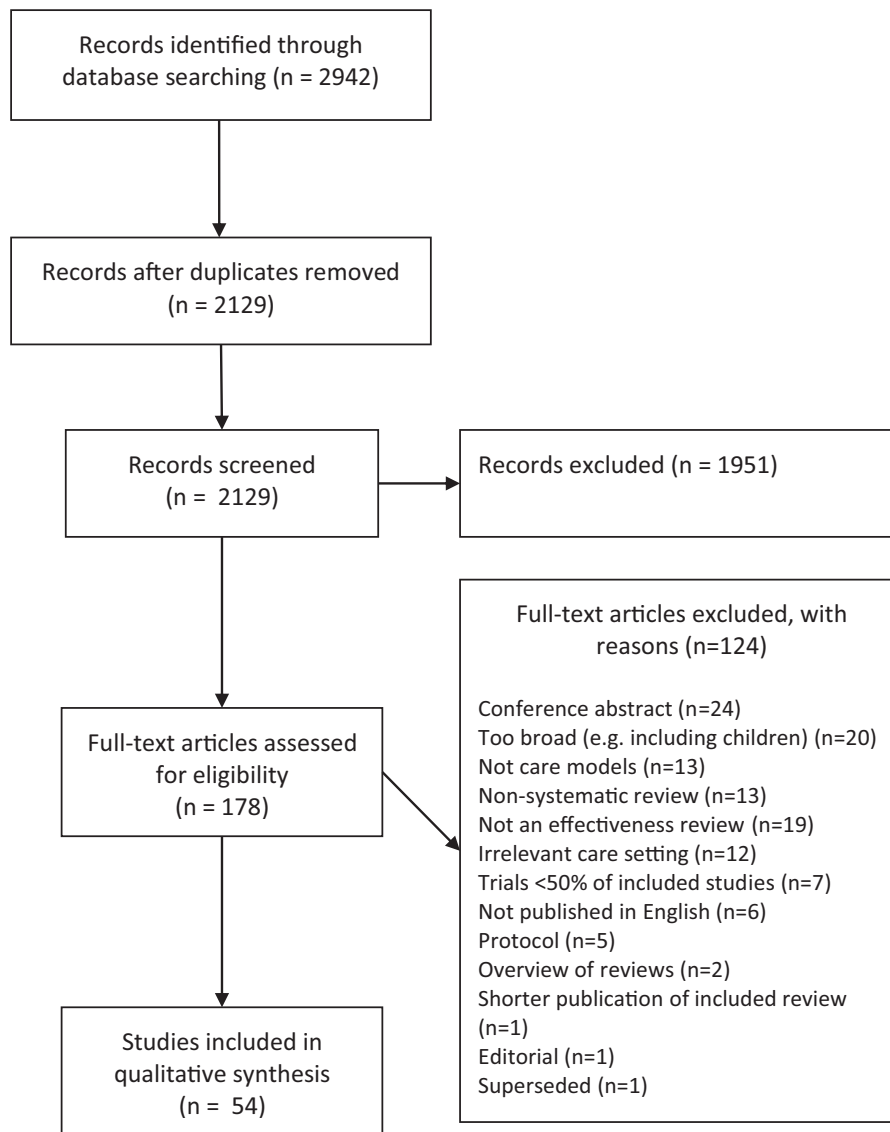 Records identified through
database searching (n = 2942)
Records after duplicates removed
(n = 2129)
Records screened
(n =  2129)
Records excluded (n = 1951)
Full-text articles assessed
for eligibility
(n = 178)
Full-text articles excluded, with
reasons (n=124)
Conference abstract (n=24)
Too broad (e.g. including children) (n=20)
Not care models (n=13)
Non-systematic review (n=13)
Not an effectiveness review (n=19)
Irrelevant care setting (n=12)
Trials <50% of included studies (n=7)
Not published in English (n=6)
Protocol (n=5)
Overview of reviews (n=2)
Shorter publication of included review
(n=1)
Editorial (n=1)
Superseded (n=1)
Studies included in
qualitative synthesis
(n =  54)